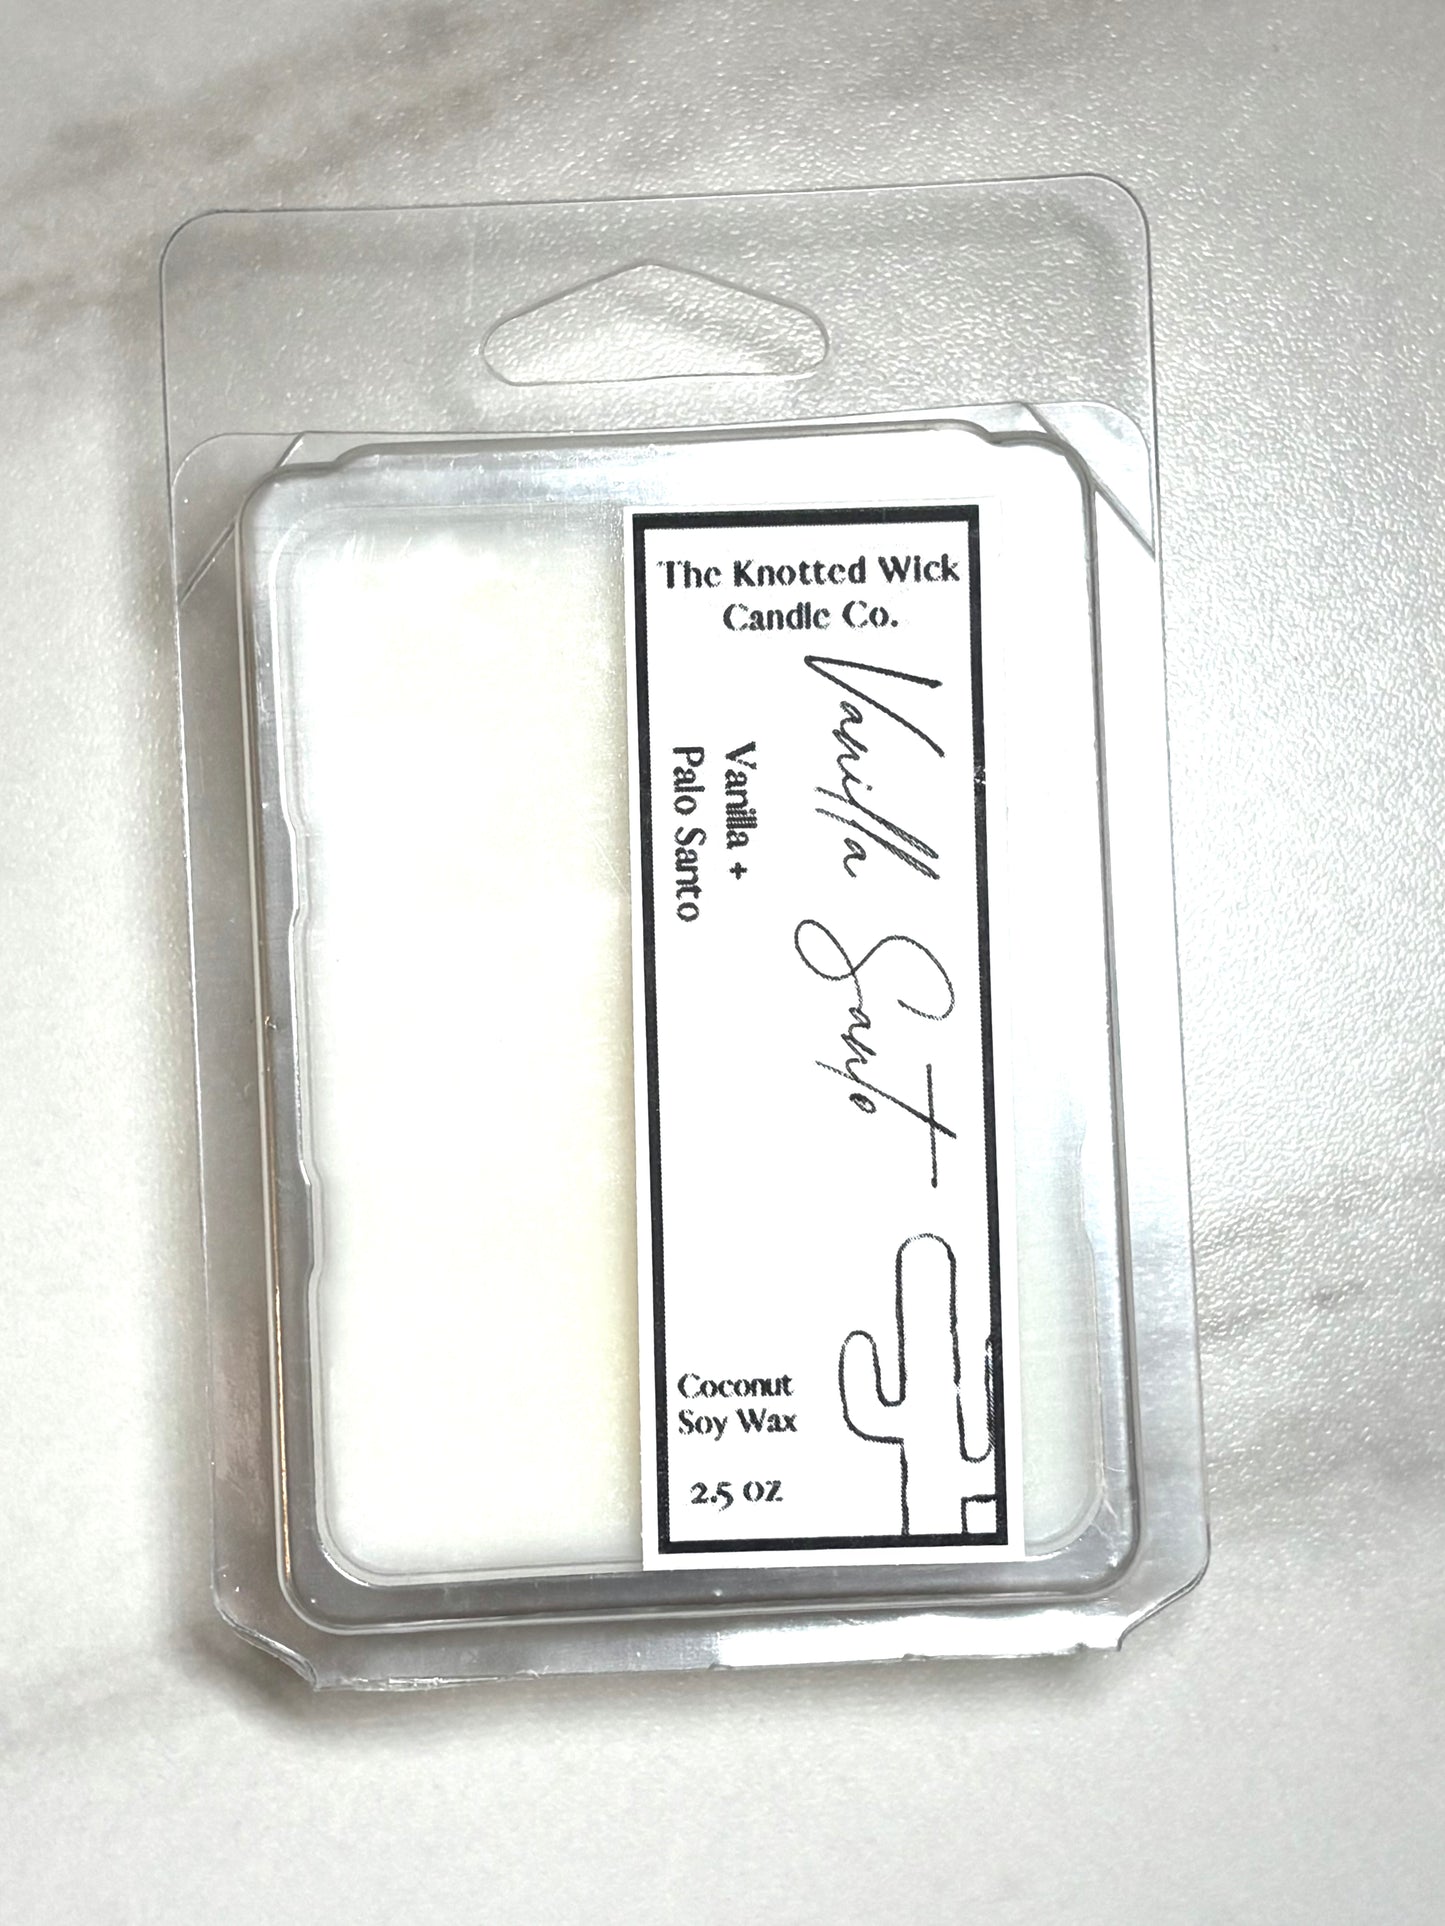 The Knotted Wick
Candle Co.
Vanilla Santo
Vanilla +
Palo Santo
Coconut
Soy Wax
2.5 OZ